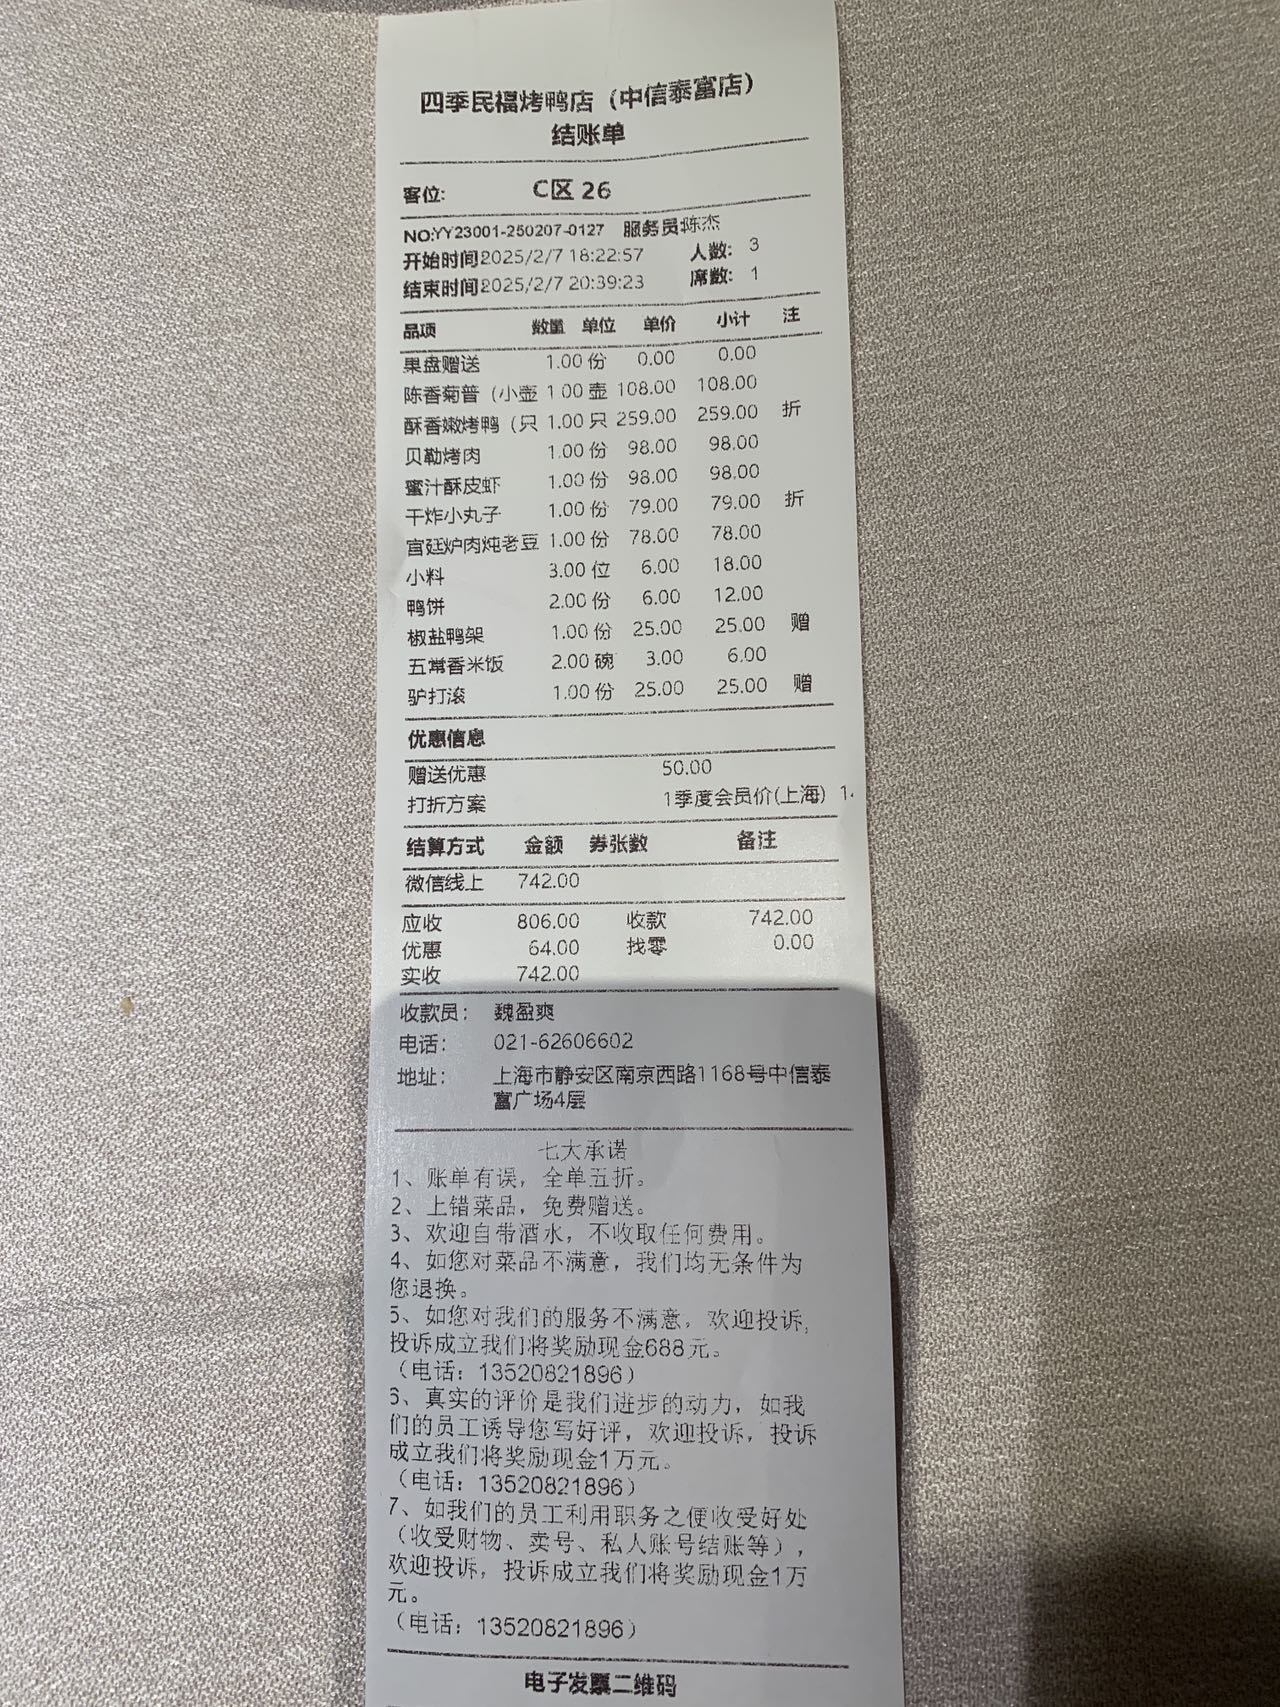 四季民福烤鸭店（中信泰富店）
结账单
客位: C区 26
NO:YY23001-250207-0127 服务员:陈杰
开始时间2025/2/7 18:22:57 人数: 3
结束时间2025/2/7 20:39:23 席数: 1
品项 数量 单位 单价 小计 注
果盘赠送 1.00 份 0.00 0.00
陈香菊普（小壶 1.00 壶 108.00 108.00
酥香嫩烤鸭（只 1.00 只 259.00 259.00 折
贝勒烤肉 1.00 份 98.00 98.00
蜜汁酥皮虾 1.00 份 98.00 98.00
干炸小丸子 1.00 份 79.00 79.00 折
宫廷炉肉炖老豆 1.00 份 78.00 78.00
小料 3.00 位 6.00 18.00
鸭饼 2.00 份 6.00 12.00
椒盐鸭架 1.00 份 25.00 25.00 赠
五常香米饭 2.00 碗 3.00 6.00
驴打滚 1.00 份 25.00 25.00 赠
优惠信息
赠送优惠 50.00
打折方案 1季度会员价(上海)
结算方式 金额 券张数 备注
微信线上 742.00
应收 806.00 收款 742.00
优惠 64.00 找零 0.00
实收 742.00
收款员： 魏盈爽
电话： 021-62606602
地址： 上海市静安区南京西路1168号中信泰
富广场4层
七大承诺
1、账单有误，全单五折。
2、上错菜品，免费赠送。
3、欢迎自带酒水，不收取任何费用。
4、如您对菜品不满意，我们均无条件为
您退换。
5、如您对我们的服务不满意，欢迎投诉，
投诉成立我们将奖励现金688元。
（电话：13520821896）
6、真实的评价是我们进步的动力，如我
们的员工诱导您写好评，欢迎投诉，投诉
成立我们将奖励现金1万元。
（电话：13520821896）
7、如我们的员工利用职务之便收受好处
（收受财物、卖号、私人账号结账等），
欢迎投诉，投诉成立我们将奖励现金1万
元。
（电话：13520821896）
电子发票二维码